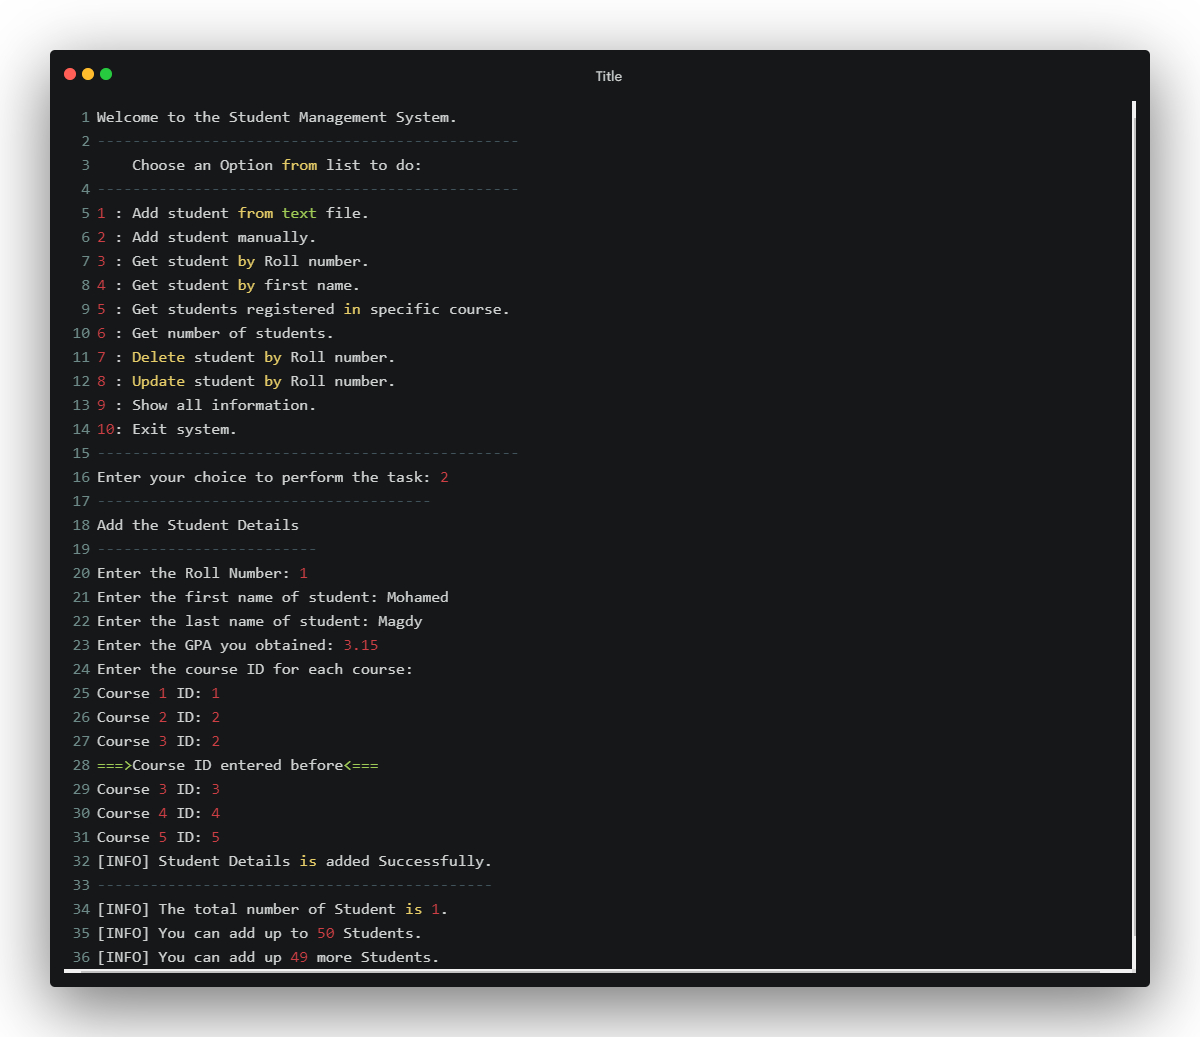 Title
1 Welcome to the Student Management System.
2 ------------------------------------------------
3     Choose an Option from list to do:
4 ------------------------------------------------
5 1 : Add student from text file.
6 2 : Add student manually.
7 3 : Get student by Roll number.
8 4 : Get student by first name.
9 5 : Get students registered in specific course.
10 6 : Get number of students.
11 7 : Delete student by Roll number.
12 8 : Update student by Roll number.
13 9 : Show all information.
14 10: Exit system.
15 ------------------------------------------------
16 Enter your choice to perform the task: 2
17 --------------------------------------
18 Add the Student Details
19 -------------------------
20 Enter the Roll Number: 1
21 Enter the first name of student: Mohamed
22 Enter the last name of student: Magdy
23 Enter the GPA you obtained: 3.15
24 Enter the course ID for each course:
25 Course 1 ID: 1
26 Course 2 ID: 2
27 Course 3 ID: 2
28 ===>Course ID entered before<===
29 Course 3 ID: 3
30 Course 4 ID: 4
31 Course 5 ID: 5
32 [INFO] Student Details is added Successfully.
33 ---------------------------------------------
34 [INFO] The total number of Student is 1.
35 [INFO] You can add up to 50 Students.
36 [INFO] You can add up 49 more Students.